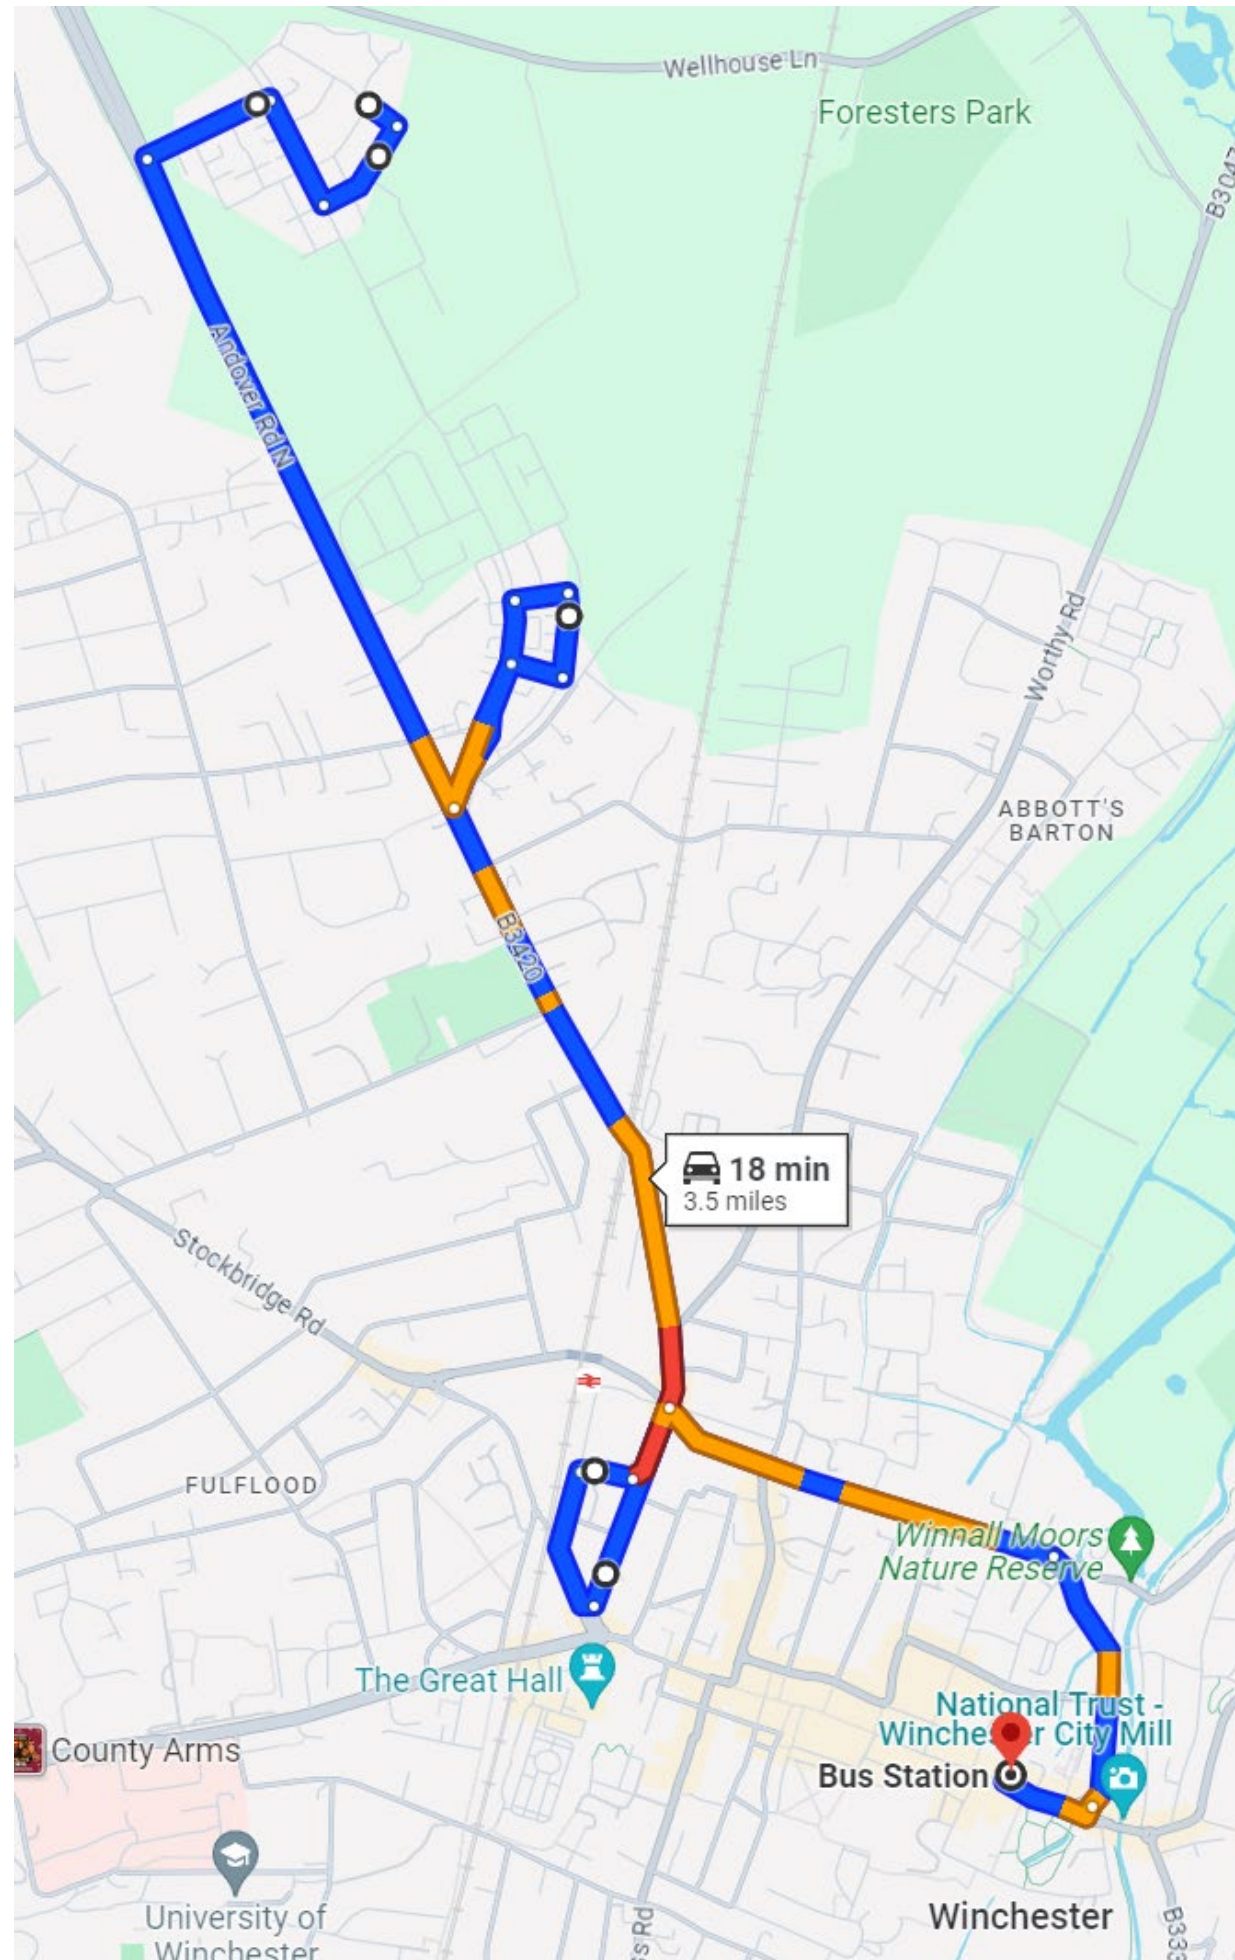 Wellhouse Ln
Foresters Park
B3047
Andover Rd N
Worthy Rd
ABBOTT'S
BARTON
B3420
18 min
3.5 miles
Stockbridge Rd
FULFLOOD
Winnall Moors
Nature Reserve
The Great Hall
National Trust -
Winchester City Mill
County Arms
Bus Station
University of
Winchester
Winchester